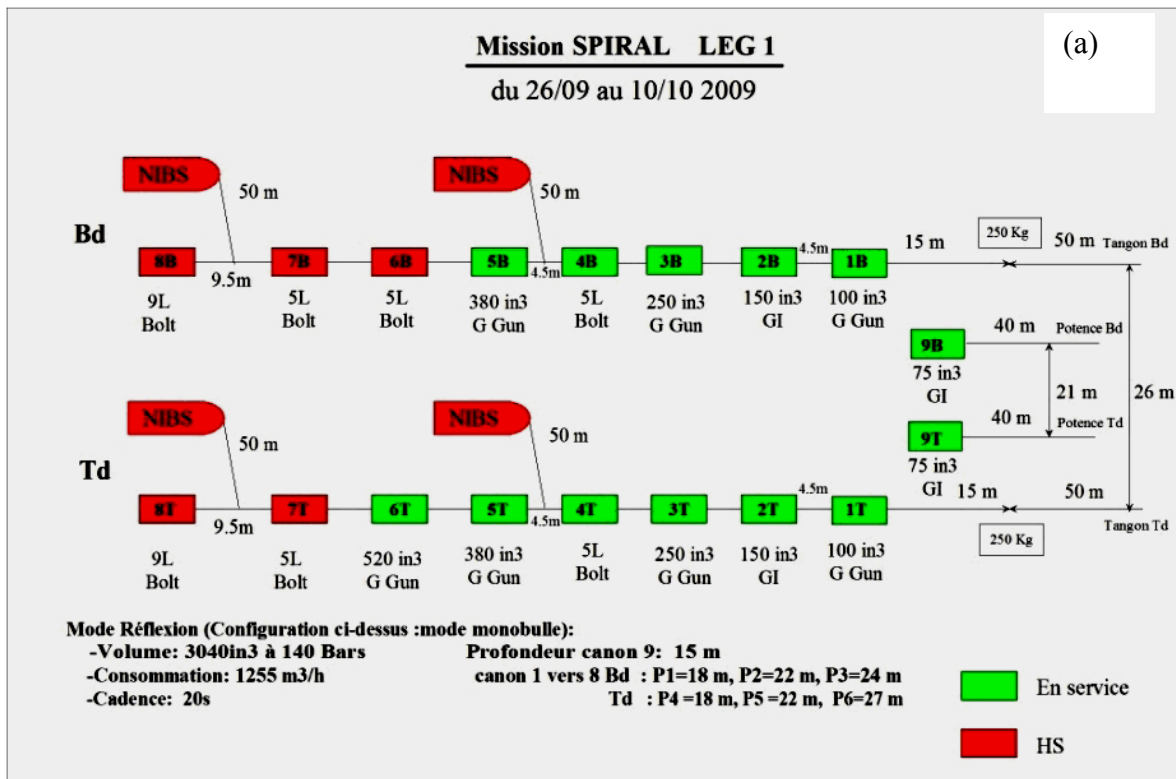 Mission SPIRAL LEG 1
(a)
du 26/09 au 10/10 2009
NIBS
50 m
NIBS
50 m
Bd
8B
9.5m
7B
6B
5B
4.5m
4B
3B
2B
4.5m
1B
15 m
250 Kg
50 m
Tangon Bd
9L
Bolt
5L
Bolt
5L
Bolt
380 in3
G Gun
5L
Bolt
250 in3
G Gun
150 in3
GI
100 in3
G Gun
9B
40 m
Potence Bd
75 in3
GI
21 m
26 m
NIBS
50 m
NIBS
50 m
9T
40 m
Potence Td
75 in3
GI
Td
8T
9.5m
7T
6T
5T
4.5m
4T
3T
2T
4.5m
1T
15 m
250 Kg
50 m
Tangon Td
9L
Bolt
5L
Bolt
520 in3
G Gun
380 in3
G Gun
5L
Bolt
250 in3
G Gun
150 in3
GI
100 in3
G Gun
Mode Réflexion (Configuration ci-dessus :mode monobulle):
-Volume: 3040in3 à 140 Bars
-Consommation: 1255 m3/h
-Cadence: 20s
Profondeur canon 9: 15 m
canon 1 vers 8 Bd : P1=18 m, P2=22 m, P3=24 m
Td : P4 =18 m, P5 =22 m, P6=27 m
En service
HS